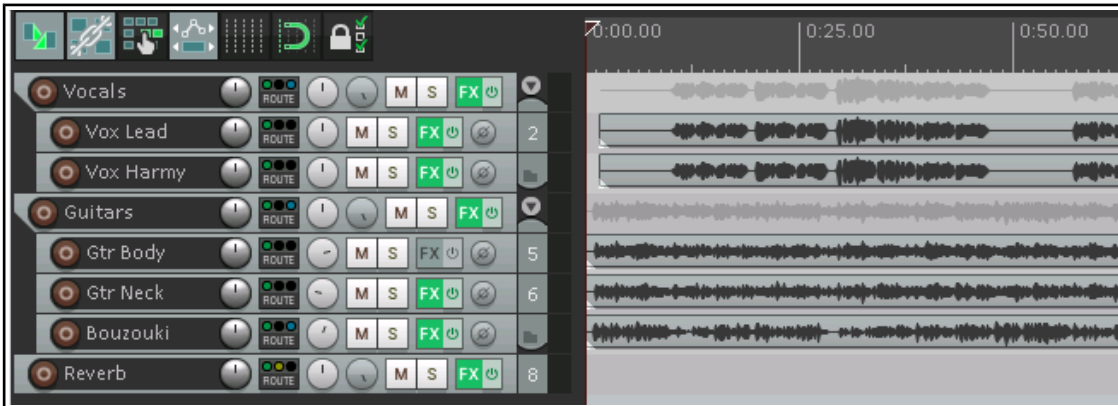 0:00.00 0:25.00 0:50.00
Vocals ROUTE M S FX
Vox Lead ROUTE M S FX 2
Vox Harmy ROUTE M S FX
Guitars ROUTE M S FX
Gtr Body ROUTE M S FX 5
Gtr Neck ROUTE M S FX 6
Bouzouki ROUTE M S FX
Reverb ROUTE M S FX 8